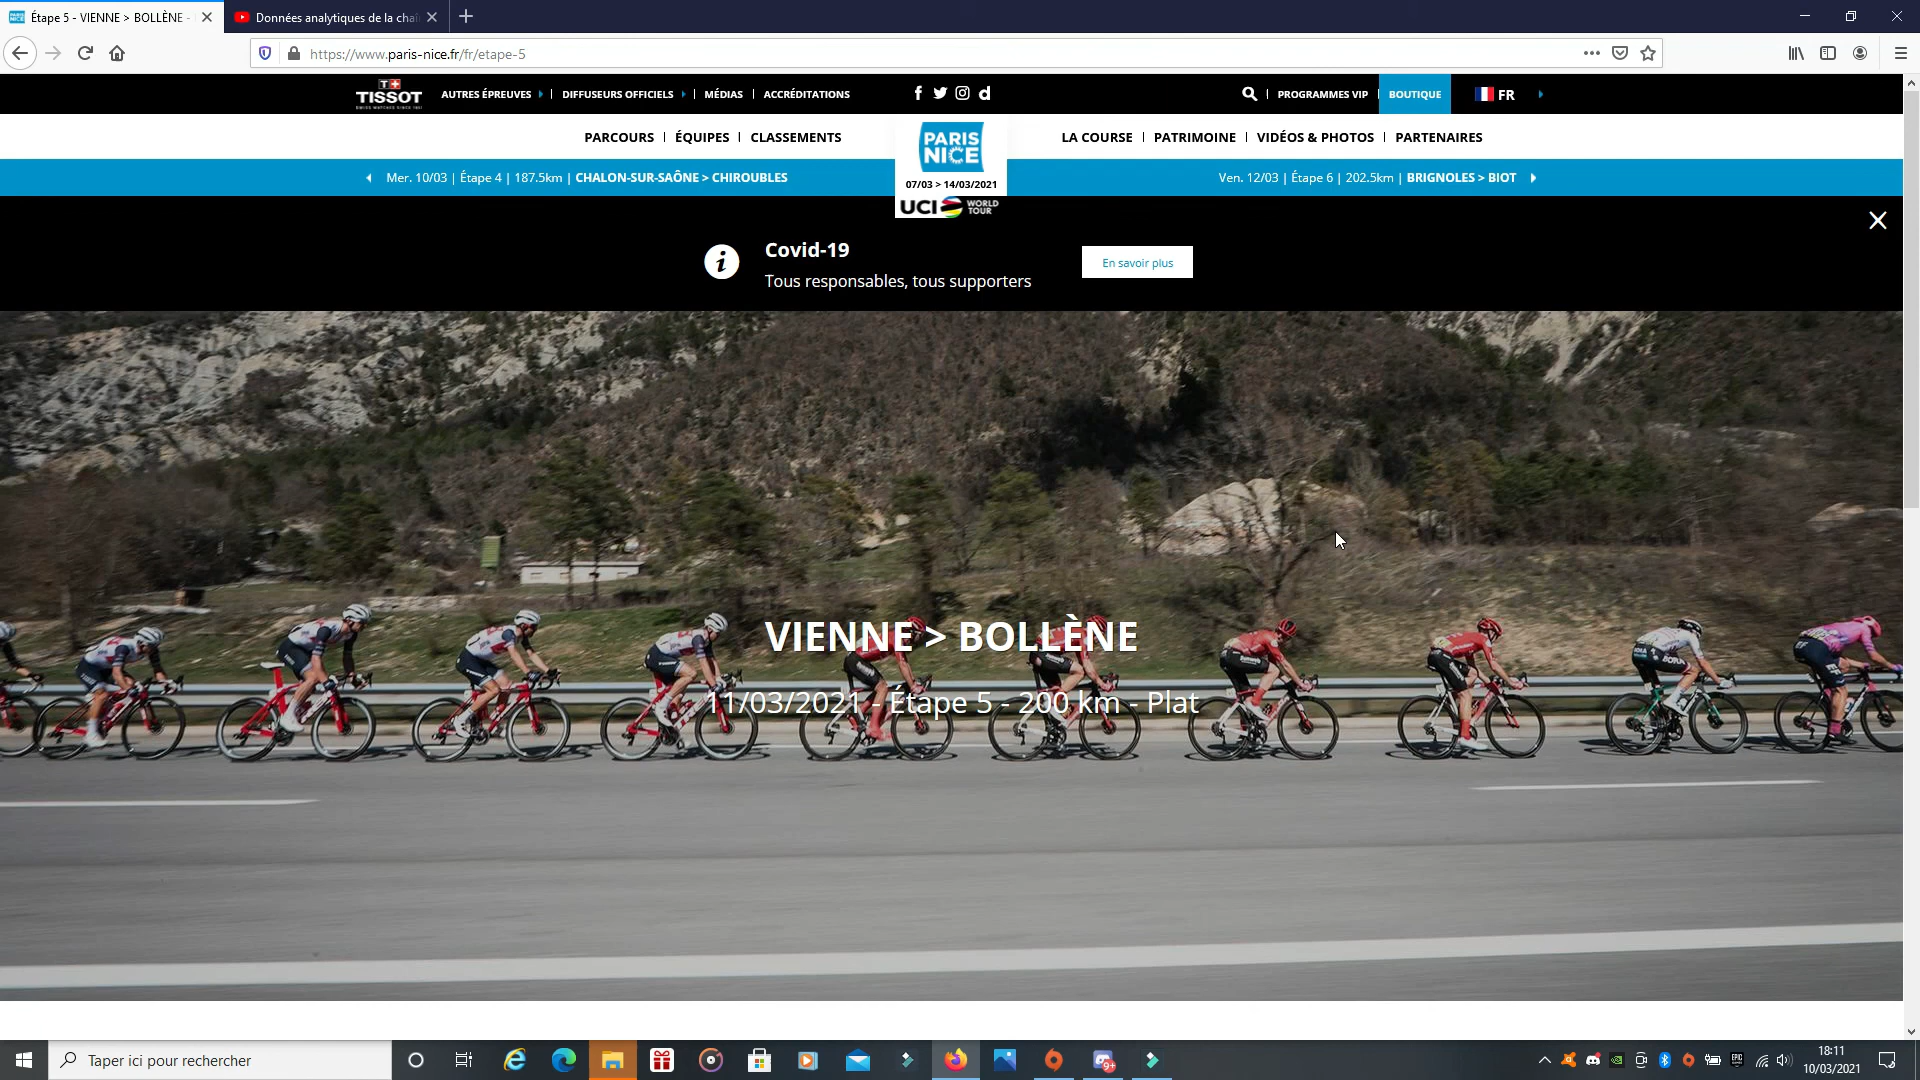 Étape 5 - VIENNE > BOLLÈNE -
Données analytiques de la chaî
https://www.paris-nice.fr/fr/etape-5
TISSOT
AUTRES ÉPREUVES
DIFFUSEURS OFFICIELS
MÉDIAS
ACCRÉDITATIONS
PROGRAMMES VIP
BOUTIQUE
FR
PARCOURS
ÉQUIPES
CLASSEMENTS
PARIS
NICE
07/03 > 14/03/2021
UCI WORLD
TOUR
LA COURSE
PATRIMOINE
VIDÉOS & PHOTOS
PARTENAIRES
Mer. 10/03 | Étape 4 | 187.5km | CHALON-SUR-SAÔNE > CHIROUBLES
Ven. 12/03 | Étape 6 | 202.5km | BRIGNOLES > BIOT
Covid-19
Tous responsables, tous supporters
En savoir plus
VIENNE > BOLLÈNE
11/03/2021 - Étape 5 - 200 km - Plat
Taper ici pour rechercher
9+
EPIC
18:11
10/03/2021